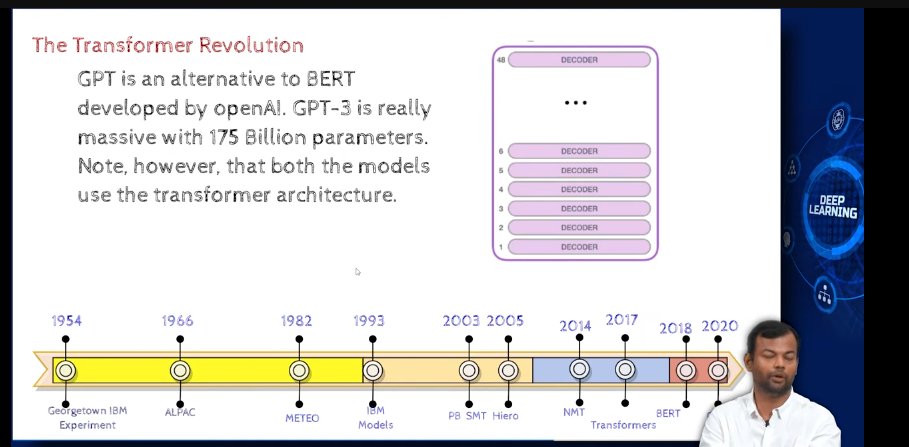 The Transformer Revolution
GPT is an alternative to BERT
developed by openAI. GPT-3 is really
massive with 175 Billion parameters.
Note, however, that both the models
use the transformer architecture.
48 DECODER
...
6 DECODER
5 DECODER
4 DECODER
3 DECODER
2 DECODER
1 DECODER
DEEP
LEARNING
1954 1966 1982 1993 2003 2005 2014 2017 2018 2020
Georgetown IBM
Experiment
ALPAC
METEO
IBM
Models
PB SMT
Hiero
NMT
Transformers
BERT